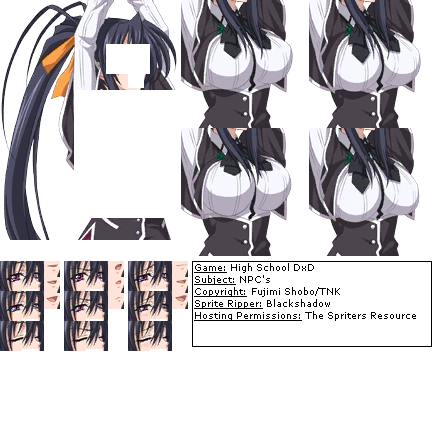 Game: High School DxD
Subject: NPC's
Copyright: Fujimi Shobo/TNK
Sprite Ripper: Blackshadow
Hosting Permissions: The Spriters Resource